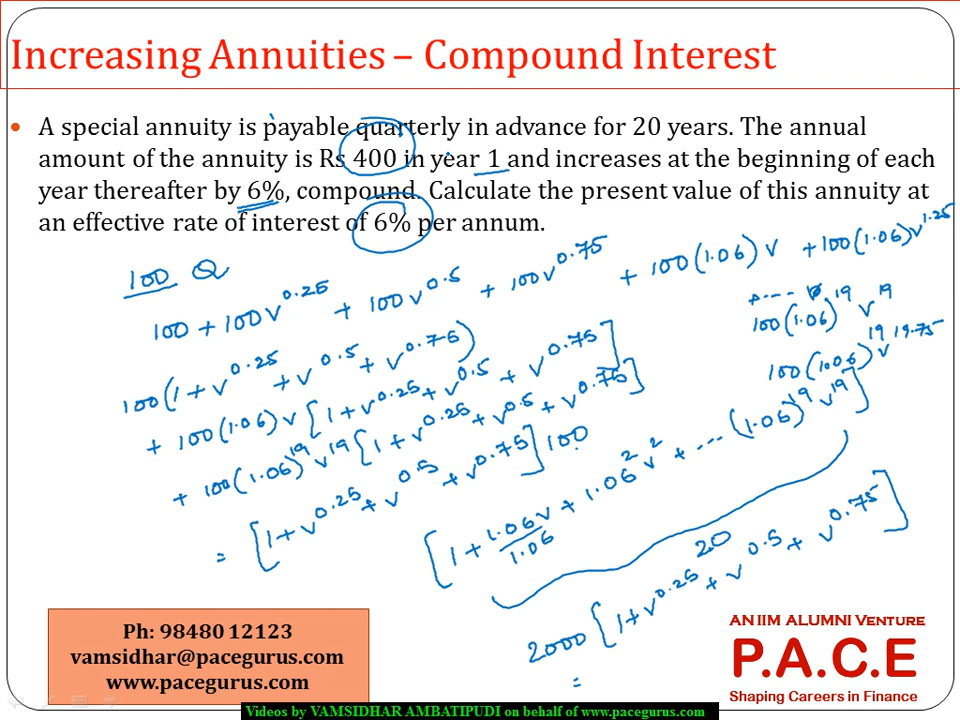 Increasing Annuities – Compound Interest
• A special annuity is payable quarterly in advance for 20 years. The annual
amount of the annuity is Rs 400 in year 1 and increases at the beginning of each
year thereafter by 6%, compound. Calculate the present value of this annuity at
an effective rate of interest of 6% per annum.
100 Q
100 + 100v^0.25 + 100v^0.5 + 100v^0.75 + 100(1.06)v + 100(1.06)v^1.25
+ ....
100(1.06)^19 v^19
100(1.06)^19 v^19.75
100(1 + v^0.25 + v^0.5 + v^0.75)
+ 100(1.06)v[1 + v^0.25 + v^0.5 + v^0.75]
+ 100(1.06)^19 v^19[1 + v^0.25 + v^0.5 + v^0.75]
= [1 + v^0.25 + v^0.5 + v^0.75]100
[1 + 1.06v/1.06 + 1.06^2 v^2 + ... (1.06)^19 v^19]
20
2000[1 + v^0.25 + v^0.5 + v^0.75]
=
Ph: 98480 12123
vamsidhar@pacegurus.com
www.pacegurus.com
AN IIM ALUMNI VENTURE
P.A.C.E
Shaping Careers in Finance
Videos by VAMSIDHAR AMBATIPUDI on behalf of www.pacegurus.com